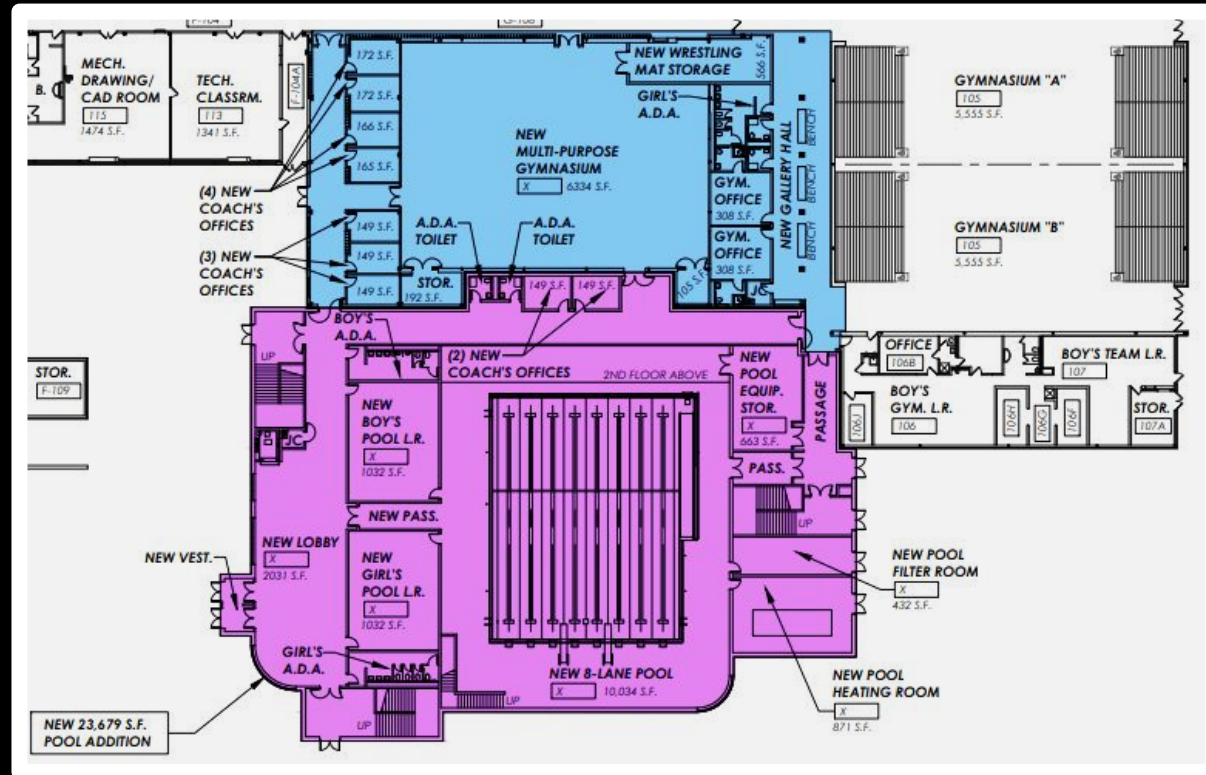 F-104
G-108
MECH.
DRAWING/
CAD ROOM
115
1474 S.F.
B.
TECH.
CLASSRM.
113
1341 S.F.
F-104A
172 S.F.
172 S.F.
166 S.F.
165 S.F.
(4) NEW
COACH'S
OFFICES
149 S.F.
149 S.F.
149 S.F.
(3) NEW
COACH'S
OFFICES
NEW
MULTI-PURPOSE
GYMNASIUM
X 6334 S.F.
NEW WRESTLING
MAT STORAGE
566 S.F.
GIRL'S
A.D.A.
GYM.
OFFICE
308 S.F.
GYM.
OFFICE
308 S.F.
NEW GALLERY HALL
BENCH
BENCH
BENCH
GYMNASIUM "A"
105
5,555 S.F.
GYMNASIUM "B"
105
5,555 S.F.
A.D.A.
TOILET
A.D.A.
TOILET
STOR.
192 S.F.
149 S.F.
149 S.F.
105 S.F.
JC
BOY'S
A.D.A.
(2) NEW
COACH'S OFFICES
2ND FLOOR ABOVE
UP
STOR.
F-109
JC
NEW
BOY'S
POOL L.R.
X
1032 S.F.
NEW
POOL
EQUIP.
STOR.
X
663 S.F.
PASSAGE
OFFICE
106B
BOY'S TEAM L.R.
107
BOY'S
GYM. L.R.
106
106J
106H
106G
106F
STOR.
107A
PASS.
UP
NEW PASS.
NEW VEST.
NEW LOBBY
X
2031 S.F.
NEW
GIRL'S
POOL L.R.
X
1032 S.F.
NEW POOL
FILTER ROOM
X
432 S.F.
GIRL'S
A.D.A.
NEW 8-LANE POOL
X 10,034 S.F.
UP
UP
NEW POOL
HEATING ROOM
X
871 S.F.
NEW 23,679 S.F.
POOL ADDITION